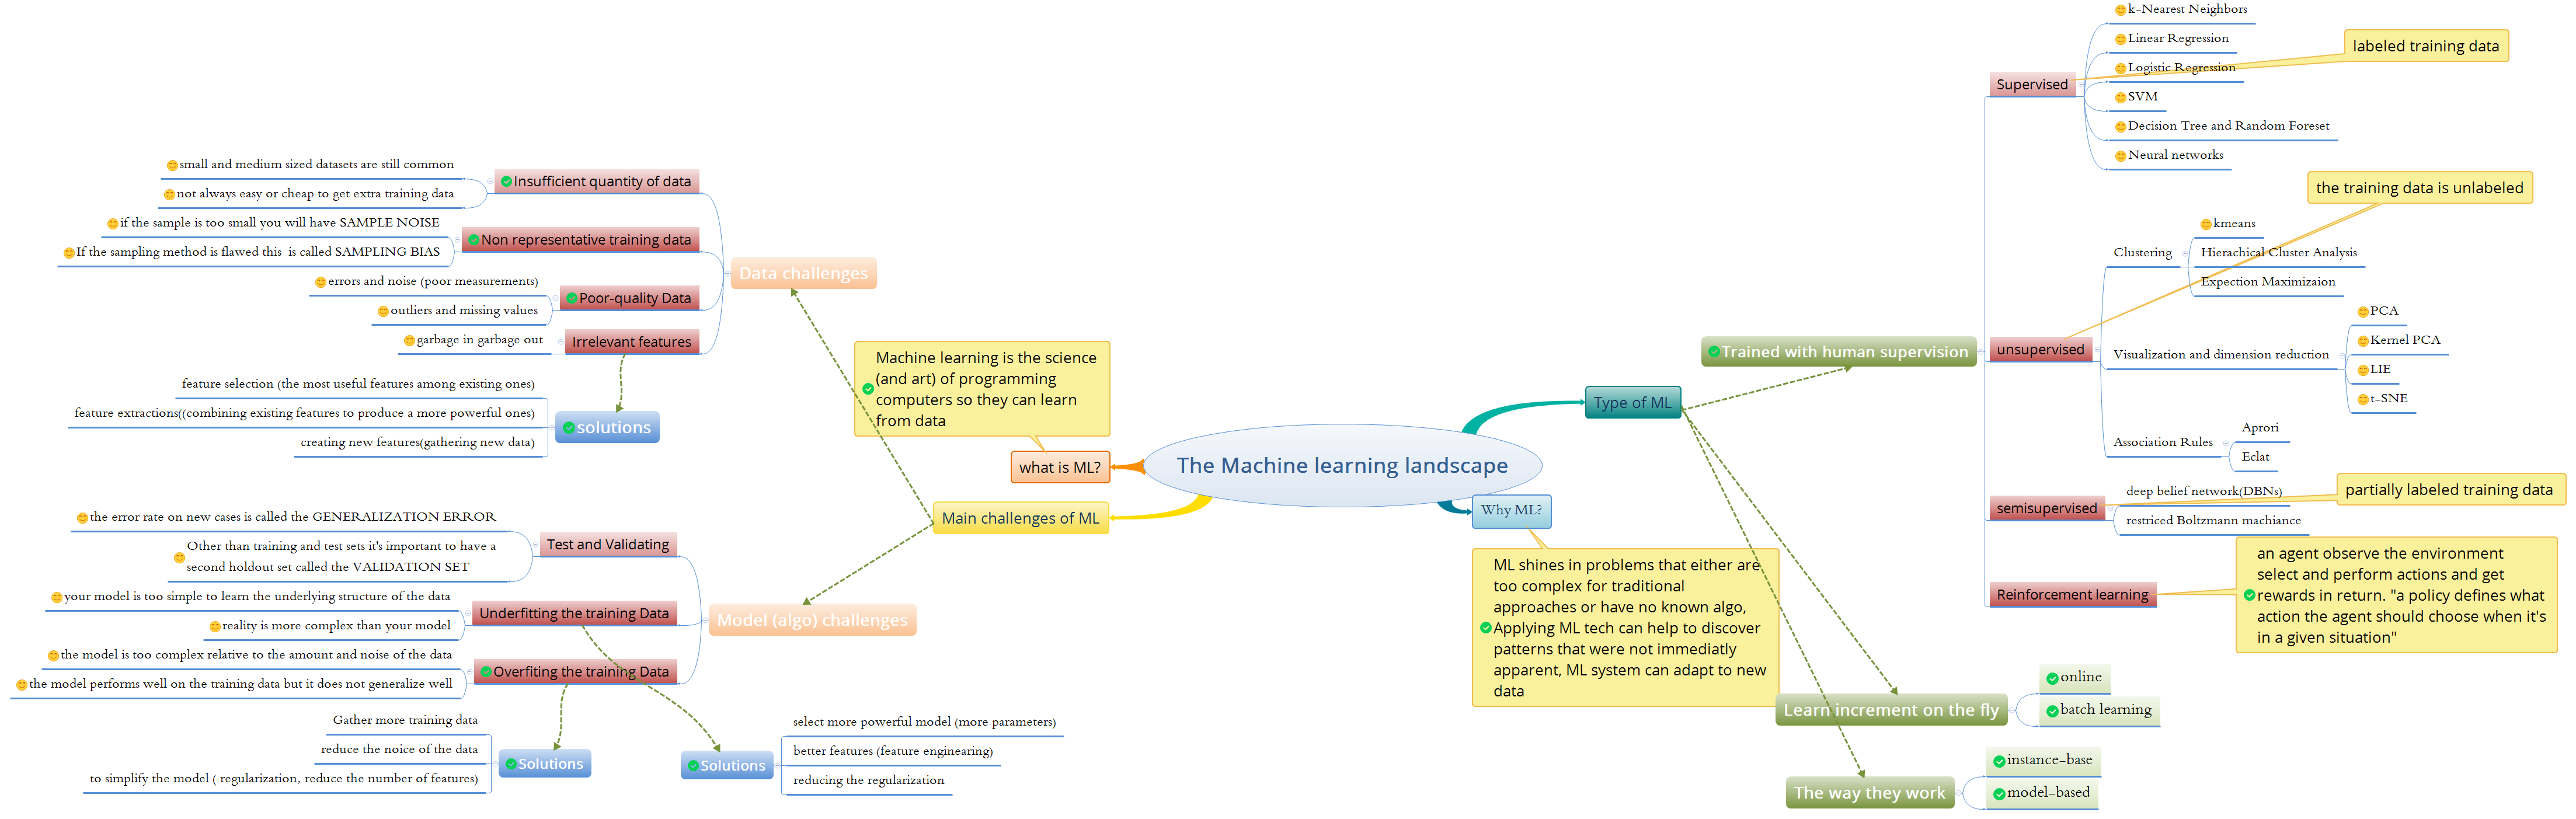 The Machine learning landscape
what is ML?
Machine learning is the science
(and art) of programming
computers so they can learn
from data
Main challenges of ML
Data challenges
Insufficient quantity of data
small and medium sized datasets are still common
not always easy or cheap to get extra training data
Non representative training data
if the sample is too small you will have SAMPLE NOISE
If the sampling method is flawed this is called SAMPLING BIAS
Poor-quality Data
errors and noise (poor measurements)
outliers and missing values
Irrelevant features
garbage in garbage out
solutions
feature selection (the most useful features among existing ones)
feature extractions((combining existing features to produce a more powerful ones)
creating new features(gathering new data)
Model (algo) challenges
Test and Validating
the error rate on new cases is called the GENERALIZATION ERROR
Other than training and test sets it's important to have a
second holdout set called the VALIDATION SET
Underfitting the training Data
your model is too simple to learn the underlying structure of the data
reality is more complex than your model
Overfiting the training Data
the model is too complex relative to the amount and noise of the data
the model performs well on the training data but it does not generalize well
Solutions
Gather more training data
reduce the noice of the data
to simplify the model ( regularization, reduce the number of features)
Solutions
select more powerful model (more parameters)
better features (feature enginearing)
reducing the regularization
Type of ML
Trained with human supervision
Supervised
labeled training data
k-Nearest Neighbors
Linear Regression
Logistic Regression
SVM
Decision Tree and Random Foreset
Neural networks
unsupervised
the training data is unlabeled
Clustering
kmeans
Hierachical Cluster Analysis
Expection Maximizaion
Visualization and dimension reduction
PCA
Kernel PCA
LIE
t-SNE
Association Rules
Aprori
Eclat
semisupervised
partially labeled training data
deep belief network(DBNs)
restriced Boltzmann machiance
Reinforcement learning
an agent observe the environment
select and perform actions and get
rewards in return. "a policy defines what
action the agent should choose when it's
in a given situation"
Why ML?
ML shines in problems that either are
too complex for traditional
approaches or have no known algo,
Applying ML tech can help to discover
patterns that were not immediatly
apparent, ML system can adapt to new
data
Learn increment on the fly
online
batch learning
The way they work
instance-base
model-based